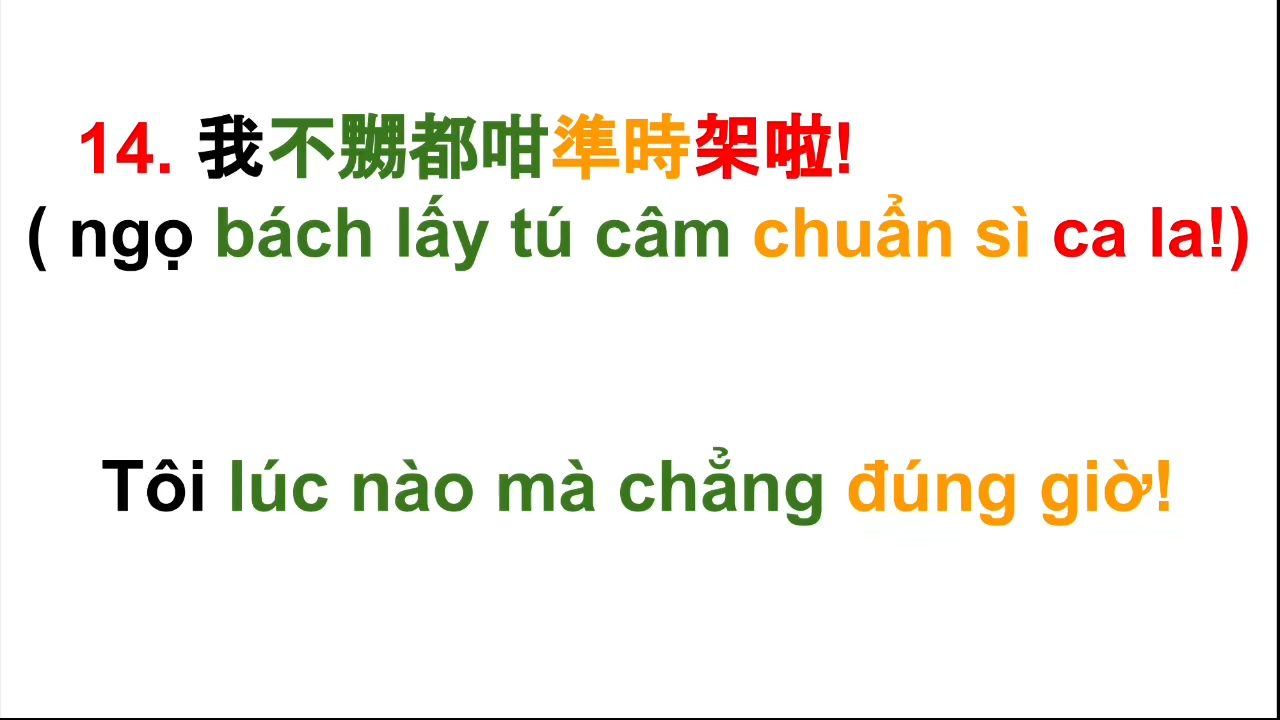 14. 我不嬲都咁準時架啦!
( ngọ bách lấy tú câm chuẩn sì ca la!)
Tôi lúc nào mà chẳng đúng giờ!